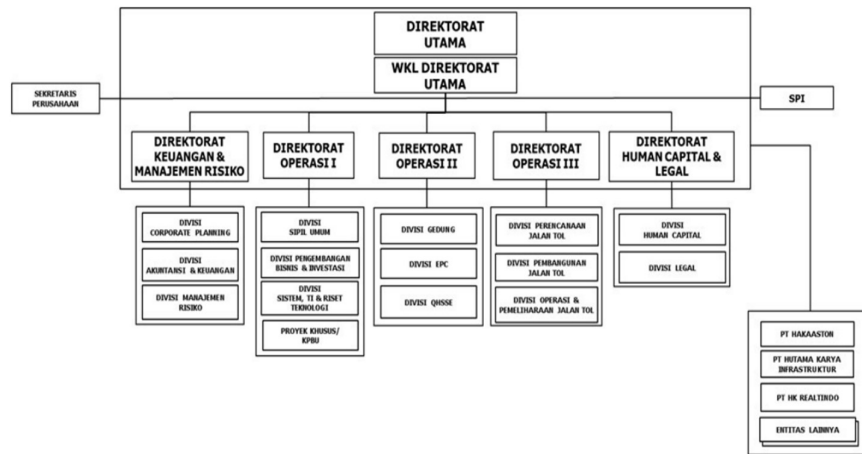 DIREKTORAT
UTAMA
WKL DIREKTORAT
UTAMA
SEKRETARIS
PERUSAHAAN
SPI
DIREKTORAT
KEUANGAN &
MANAJEMEN RISIKO
DIREKTORAT
OPERASI I
DIREKTORAT
OPERASI II
DIREKTORAT
OPERASI III
DIREKTORAT
HUMAN CAPITAL &
LEGAL
DIVISI
CORPORATE PLANNING
DIVISI
AKUNTANSI & KEUANGAN
DIVISI MANAJEMEN
RISIKO
DIVISI
SIPIL UMUM
DIVISI PENGEMBANGAN
BISNIS & INVESTASI
DIVISI
SISTEM, TI & RISET
TEKNOLOGI
PROYEK KHUSUS/
KPBU
DIVISI GEDUNG
DIVISI EPC
DIVISI QHSSE
DIVISI PERENCANAAN
JALAN TOL
DIVISI PEMBANGUNAN
JALAN TOL
DIVISI OPERASI &
PEMELIHARAAN JALAN TOL
DIVISI
HUMAN CAPITAL
DIVISI LEGAL
PT HAKAASTON
PT HUTAMA KARYA
INFRASTRUKTUR
PT HK REALTINDO
ENTITAS LAINNYA